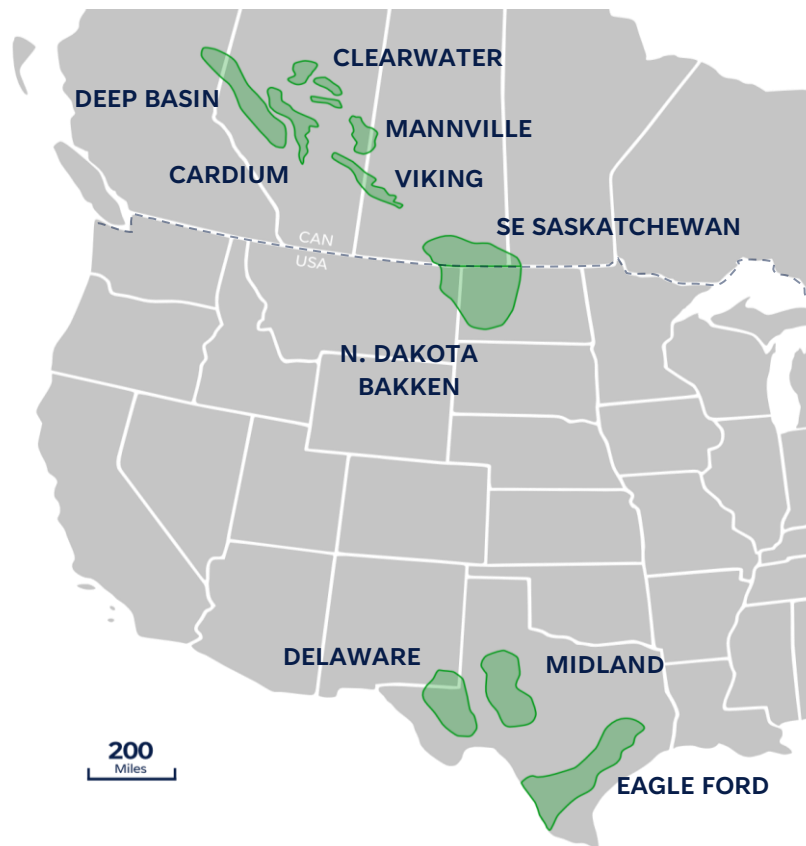 CLEARWATER
DEEP BASIN
MANNVILLE
CARDIUM
VIKING
SE SASKATCHEWAN
CAN
USA
N. DAKOTA
BAKKEN
DELAWARE
MIDLAND
200
Miles
EAGLE FORD